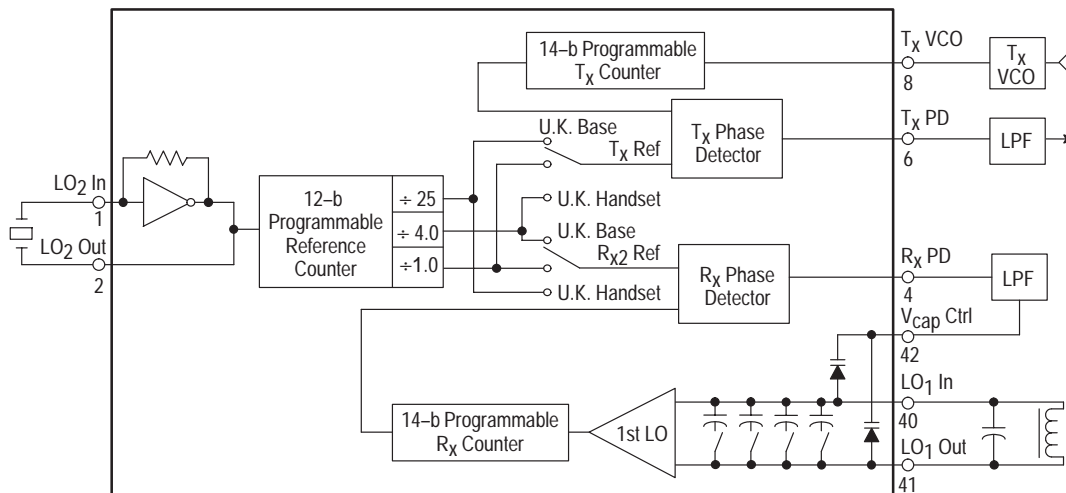 14–b Programmable
Tx Counter
Tx VCO
8
Tx
VCO
U.K. Base
Tx Ref
Tx Phase
Detector
Tx PD
6
LPF
LO2 In
1
LO2 Out
2
12–b
Programmable
Reference
Counter
÷ 25
÷ 4.0
÷1.0
U.K. Handset
U.K. Base
Rx2 Ref
U.K. Handset
Rx Phase
Detector
Rx PD
4
LPF
Vcap Ctrl
42
14–b Programmable
Rx Counter
1st LO
LO1 In
40
LO1 Out
41